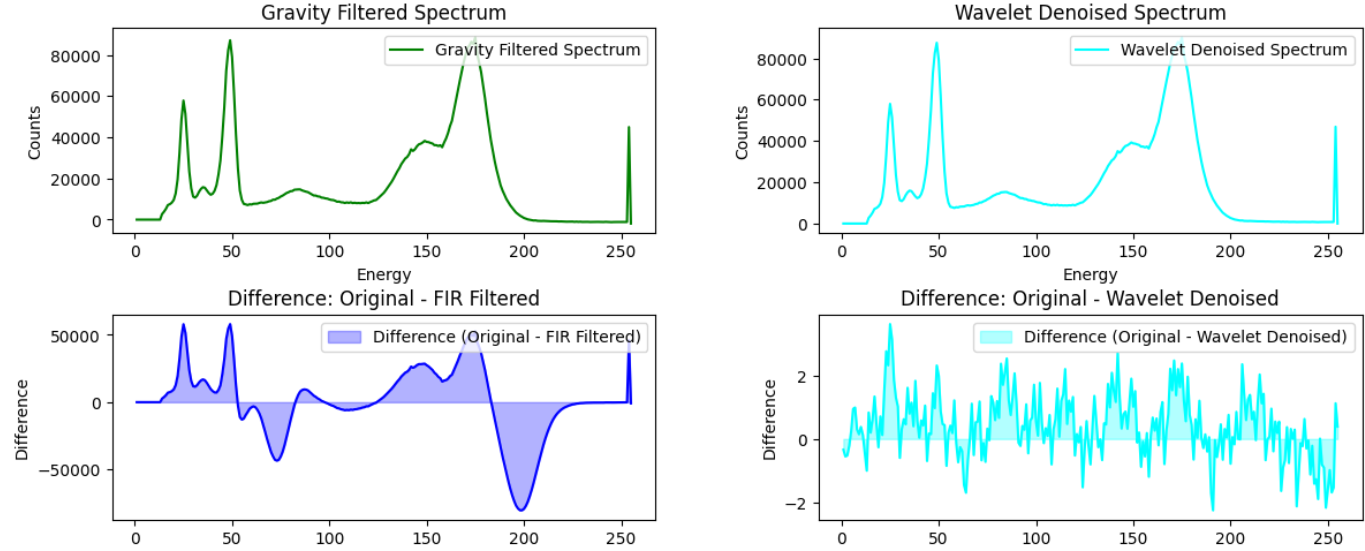 Gravity Filtered Spectrum
Gravity Filtered Spectrum
80000
60000
40000
20000
0
Counts
0 50 100 150 200 250
Energy
Wavelet Denoised Spectrum
Wavelet Denoised Spectrum
80000
60000
40000
20000
0
Counts
0 50 100 150 200 250
Energy
Difference: Original - FIR Filtered
Difference (Original - FIR Filtered)
50000
0
−50000
Difference
0 50 100 150 200 250
Difference: Original - Wavelet Denoised
Difference (Original - Wavelet Denoised)
2
0
−2
Difference
0 50 100 150 200 250